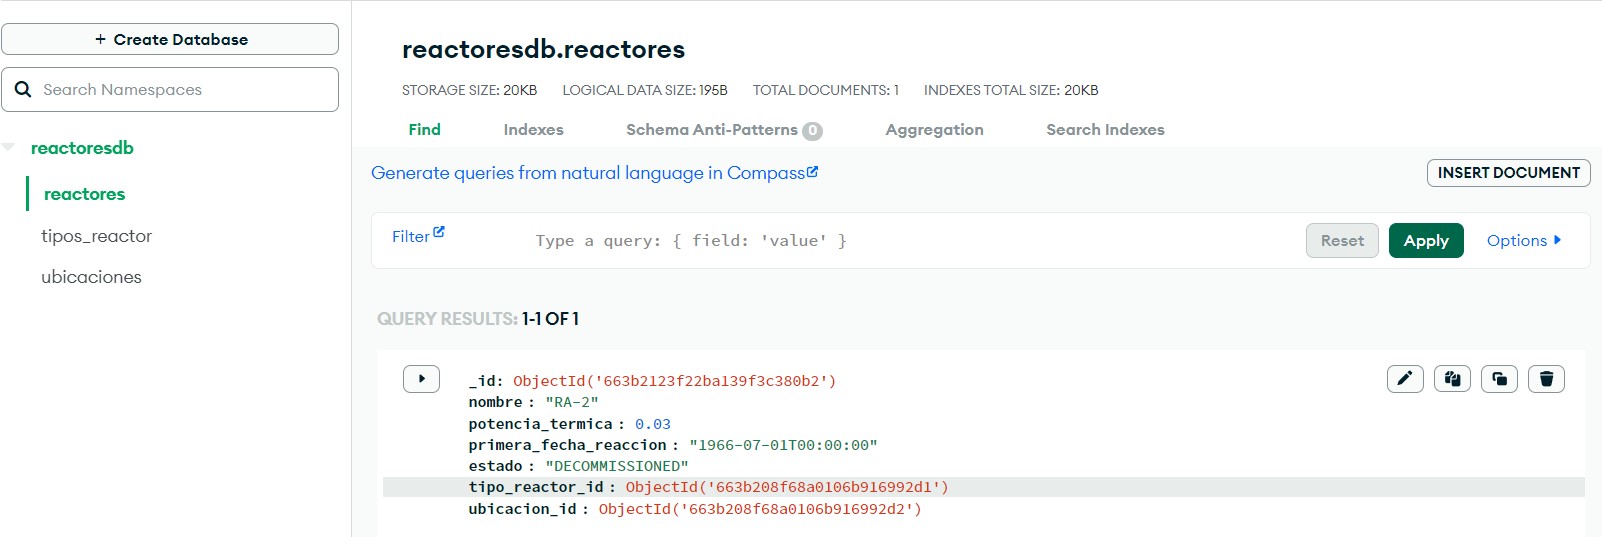 + Create Database
Search Namespaces
reactoresdb
reactores
tipos_reactor
ubicaciones
reactoresdb.reactores
STORAGE SIZE: 20KB LOGICAL DATA SIZE: 195B TOTAL DOCUMENTS: 1 INDEXES TOTAL SIZE: 20KB
Find Indexes Schema Anti-Patterns 0 Aggregation Search Indexes
Generate queries from natural language in Compass
INSERT DOCUMENT
Filter Type a query: { field: 'value' } Reset Apply Options
QUERY RESULTS: 1-1 OF 1
_id: ObjectId('663b2123f22ba139f3c380b2')
nombre : "RA-2"
potencia_termica : 0.03
primera_fecha_reaccion : "1966-07-01T00:00:00"
estado : "DECOMMISSIONED"
tipo_reactor_id : ObjectId('663b208f68a0106b916992d1')
ubicacion_id : ObjectId('663b208f68a0106b916992d2')